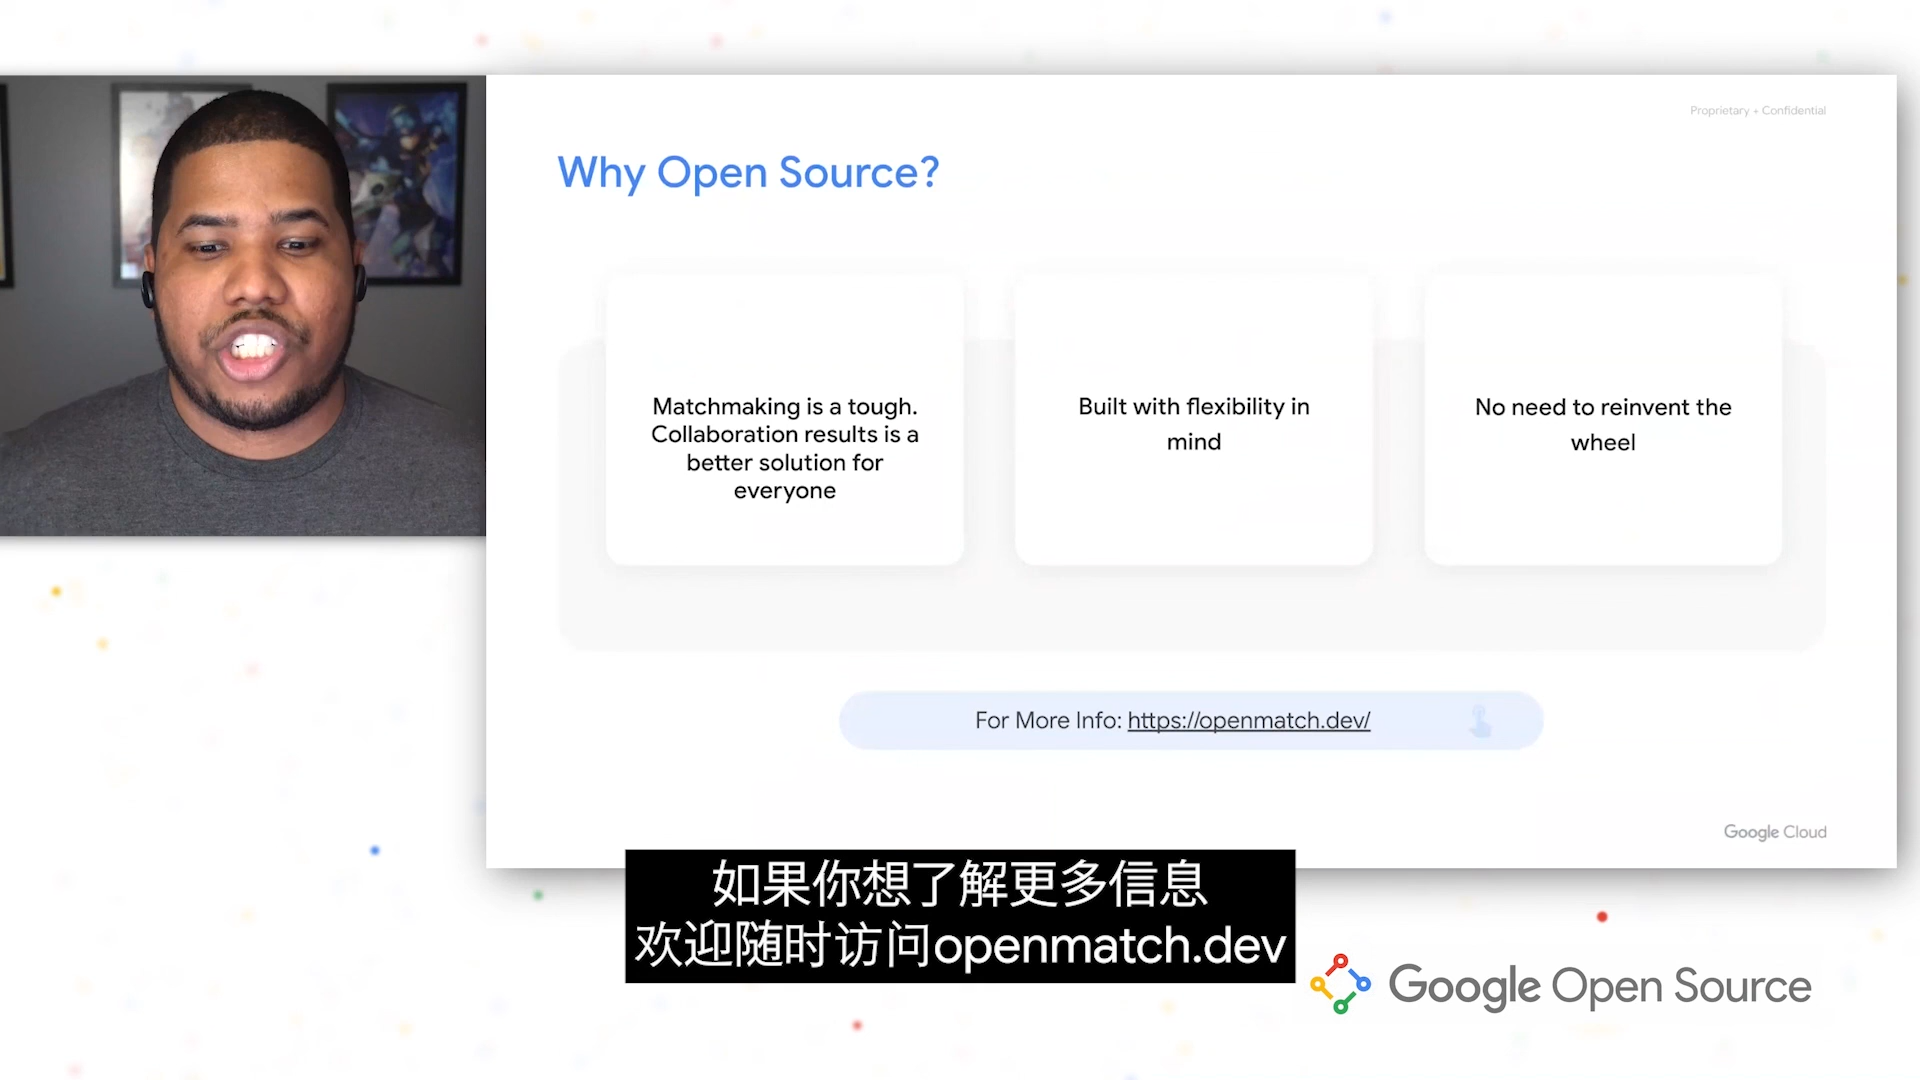 Proprietary + Confidential
Why Open Source?
Matchmaking is a tough.
Collaboration results is a
better solution for
everyone
Built with flexibility in
mind
No need to reinvent the
wheel
For More Info: https://openmatch.dev/
Google Cloud
如果你想了解更多信息
欢迎随时访问openmatch.dev
Google Open Source